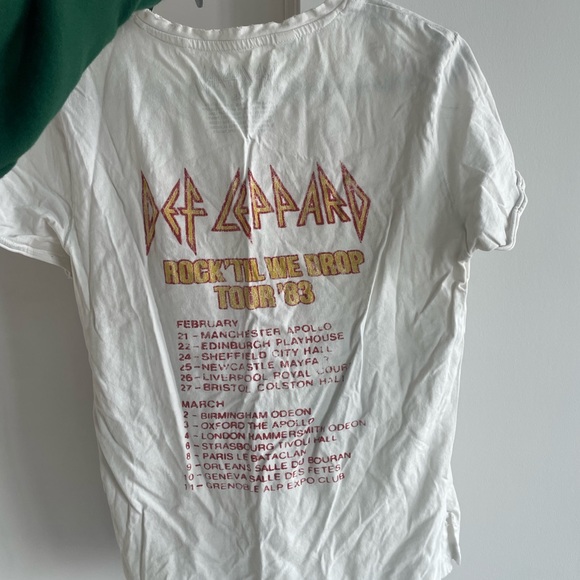 DEF LEPPARD
ROCK 'TIL WE DROP
TOUR '83
FEBRUARY
21 - MANCHESTER APOLLO
22 - EDINBURGH PLAYHOUSE
24 - SHEFFIELD CITY HALL
25 - NEWCASTLE MAYFAIR
26 - LIVERPOOL ROYAL COURT
27 - BRISTOL COLSTON HALL
MARCH
2 - BIRMINGHAM ODEON
3 - OXFORD THE APOLLO
4 - LONDON HAMMERSMITH ODEON
6 - STRASBOURG TIVOLI HALL
8 - PARIS LE BATACLAN
9 - ORLEANS SALLE DU BOURAN
10 - GENEVA SALLE DES FETES
11 - GRENOBLE ALP EXPO CLUB